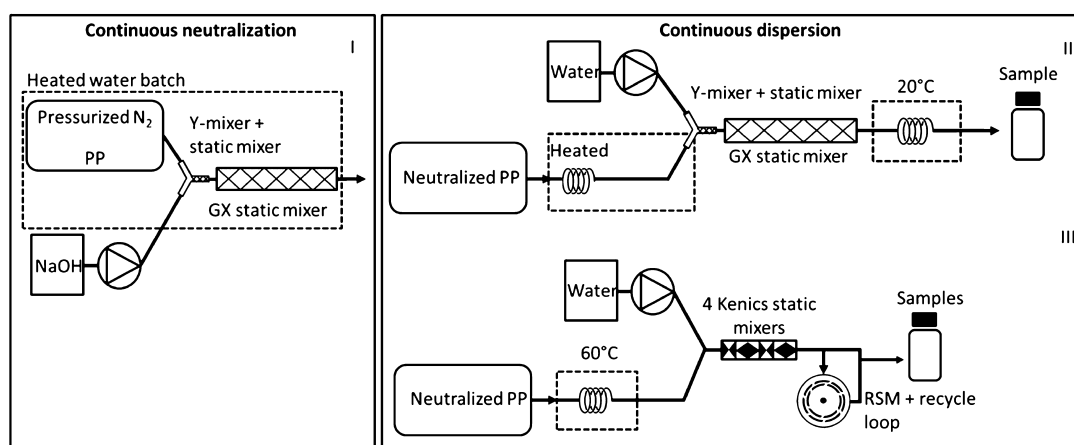 Continuous neutralization
I
Heated water batch
Pressurized N₂
PP
Y-mixer +
static mixer
GX static mixer
NaOH
Continuous dispersion
II
Water
Y-mixer + static mixer
20°C
Sample
Heated
Neutralized PP
GX static mixer
III
Water
4 Kenics static
mixers
Samples
60°C
Neutralized PP
RSM + recycle
loop